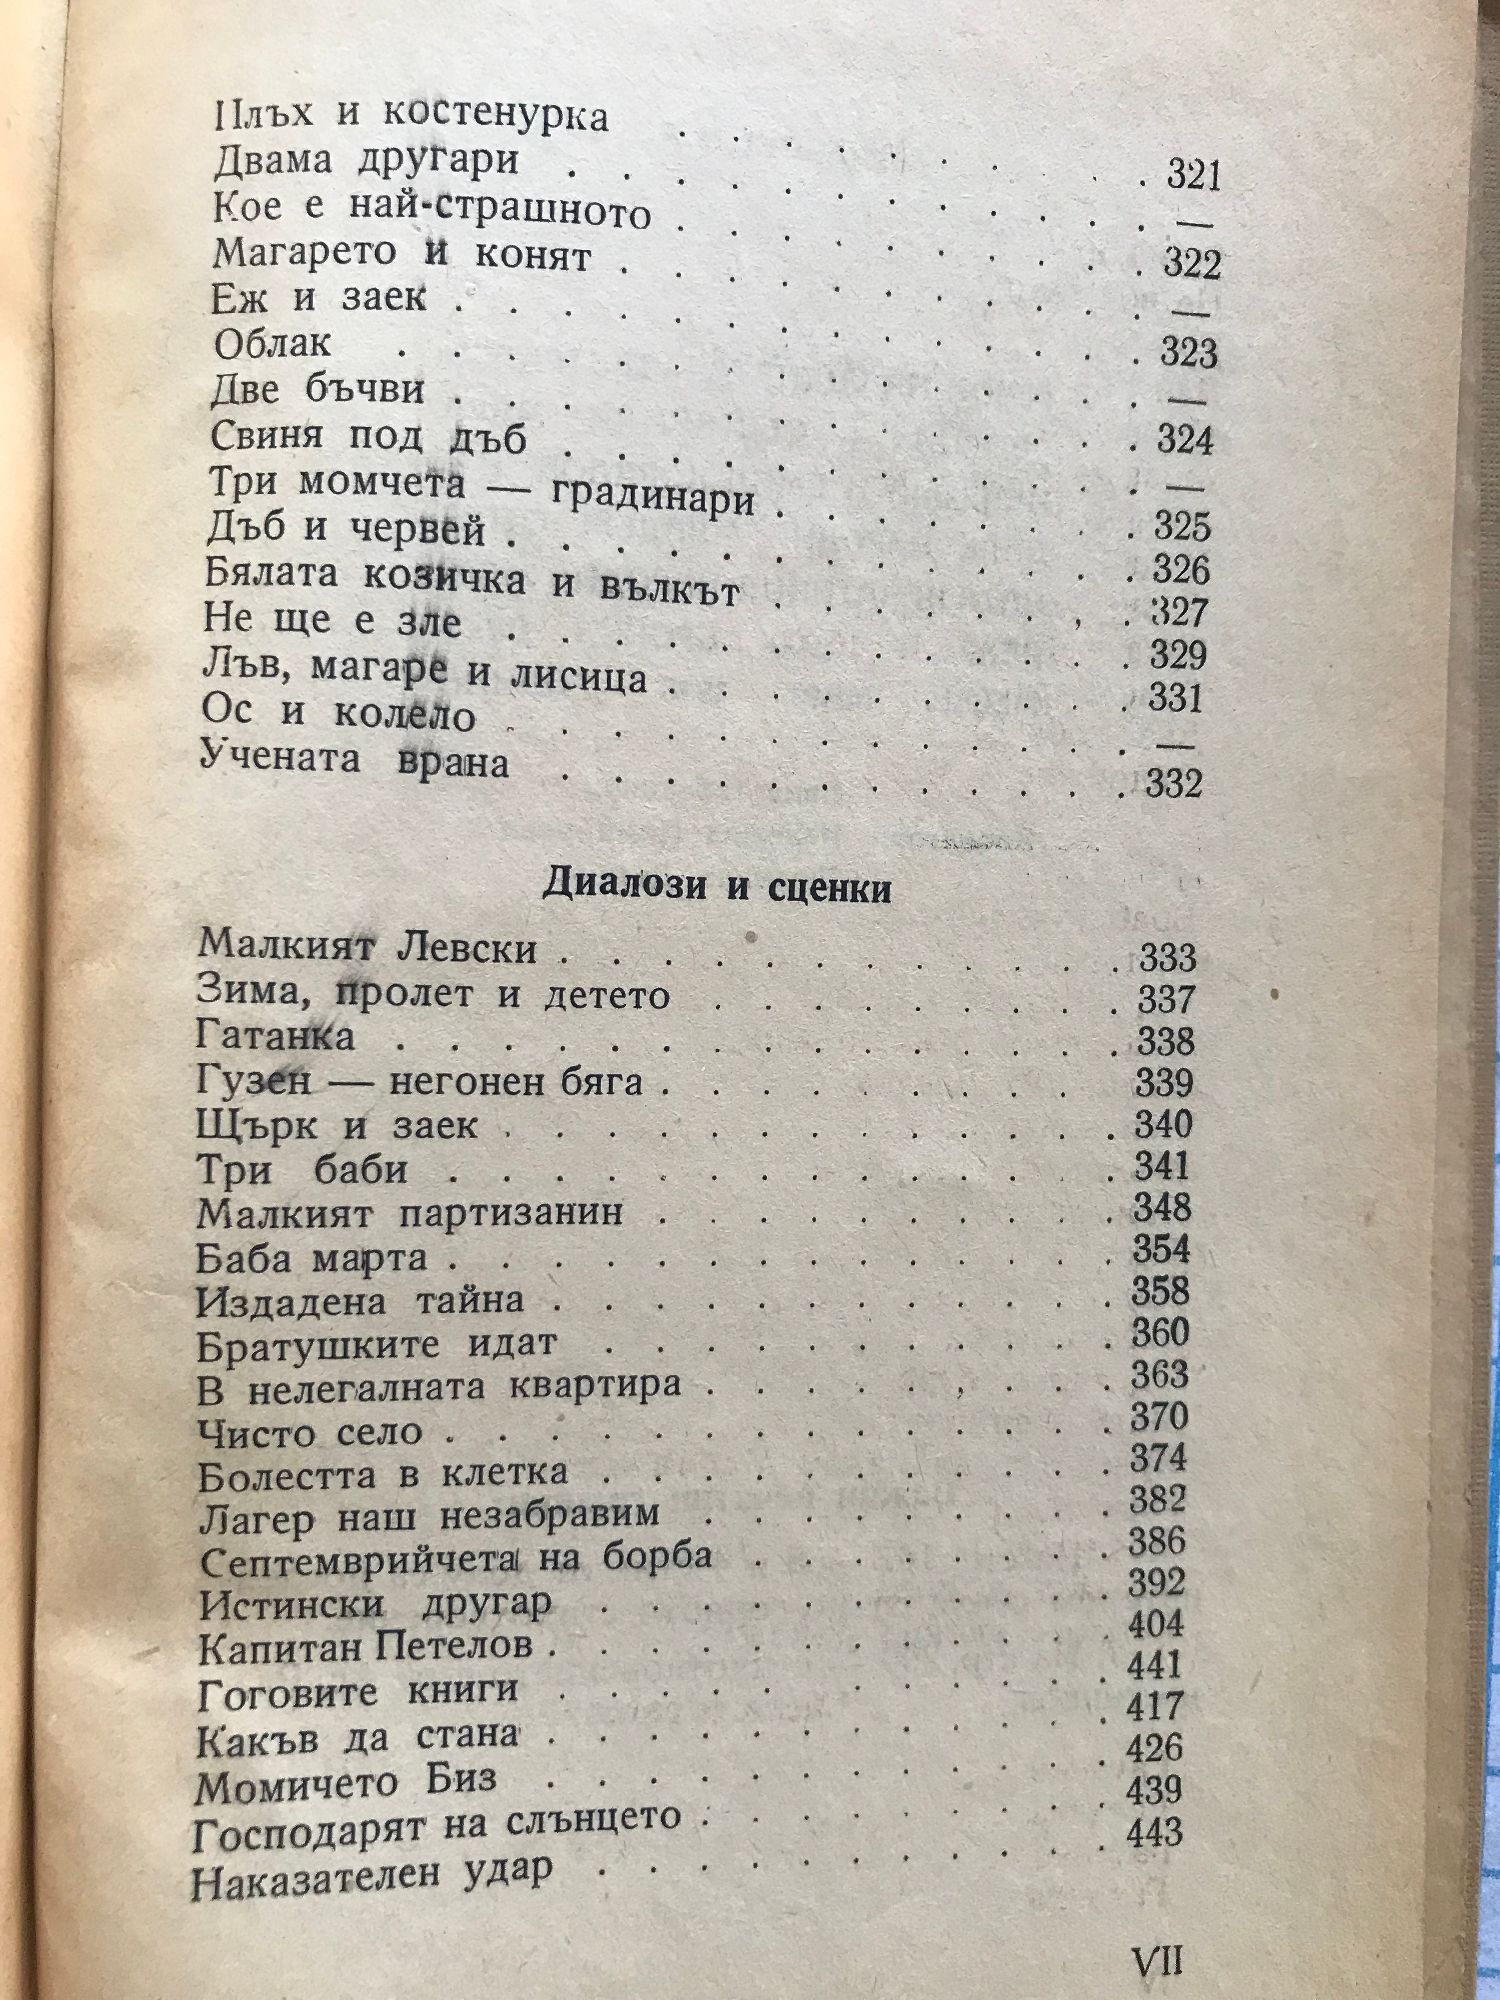 Плъх и костенурка . . . . . . . . . 321
Двама другари . . . . . . . . . . . —
Кое е най-страшното . . . . . . . . . 322
Магарето и конят . . . . . . . . . . —
Еж и заек . . . . . . . . . . . . . 323
Облак . . . . . . . . . . . . . . —
Две бъчви . . . . . . . . . . . . . 324
Свиня под дъб . . . . . . . . . . . —
Три момчета — градинари . . . . . . . 325
Дъб и червей . . . . . . . . . . . . 326
Бялата козичка и вълкът . . . . . . . 327
Не ще е зле . . . . . . . . . . . . 329
Лъв, магаре и лисица . . . . . . . . . 331
Ос и колело . . . . . . . . . . . . —
Учената врана . . . . . . . . . . . 332
Диалози и сценки
Малкият Левски . . . . . . . . . . . 333
Зима, пролет и детето . . . . . . . . 337
Гатанка . . . . . . . . . . . . . . 338
Гузен — негонен бяга . . . . . . . . . 339
Щърк и заек . . . . . . . . . . . . 340
Три баби . . . . . . . . . . . . . 341
Малкият партизанин . . . . . . . . . 348
Баба марта . . . . . . . . . . . . . 354
Издадена тайна . . . . . . . . . . . 358
Братушките идат . . . . . . . . . . 360
В нелегалната квартира . . . . . . . . 363
Чисто село . . . . . . . . . . . . . 370
Болестта в клетка . . . . . . . . . . 374
Лагер наш незабравим . . . . . . . . 382
Септемврийчета на борба . . . . . . . 386
Истински другар . . . . . . . . . . 392
Капитан Петелов . . . . . . . . . . . 404
Гоговите книги . . . . . . . . . . . 441
Какъв да стана . . . . . . . . . . . 417
Момичето Биз . . . . . . . . . . . 426
Господарят на слънцето . . . . . . . . 439
Наказателен удар . . . . . . . . . . 443
VII